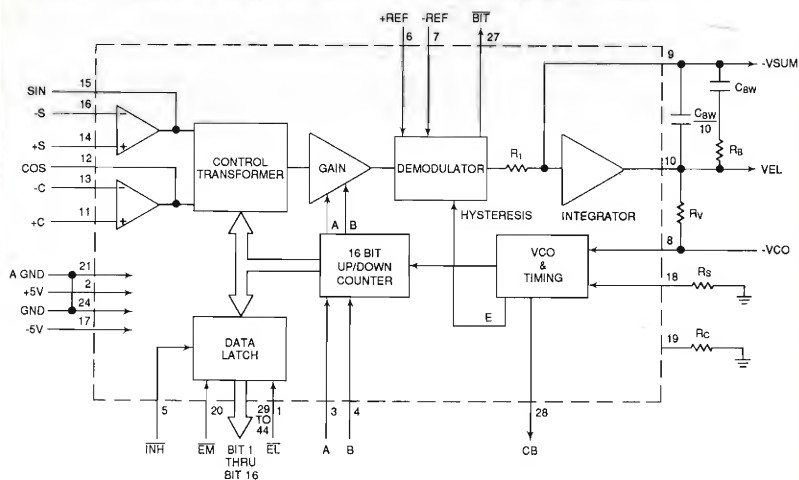 +REF -REF BIT
6 7 27
9 -VSUM
SIN 15
-S 16 −
+S 14 +
COS 12
-C 13 −
+C 11 +
CONTROL
TRANSFORMER
GAIN
DEMODULATOR
R1
INTEGRATOR
CBW
10
CBW
RB
10 VEL
RV
HYSTERESIS
A B
16 BIT
UP/DOWN
COUNTER
VCO
&
TIMING
E
8 -VCO
18 RS
19 RC
A GND 21
+5V 2
GND 24
-5V 17
DATA
LATCH
5 20 29 1 3 4 28
TO
44
INH EM BIT 1 EL A B CB
THRU
BIT 16